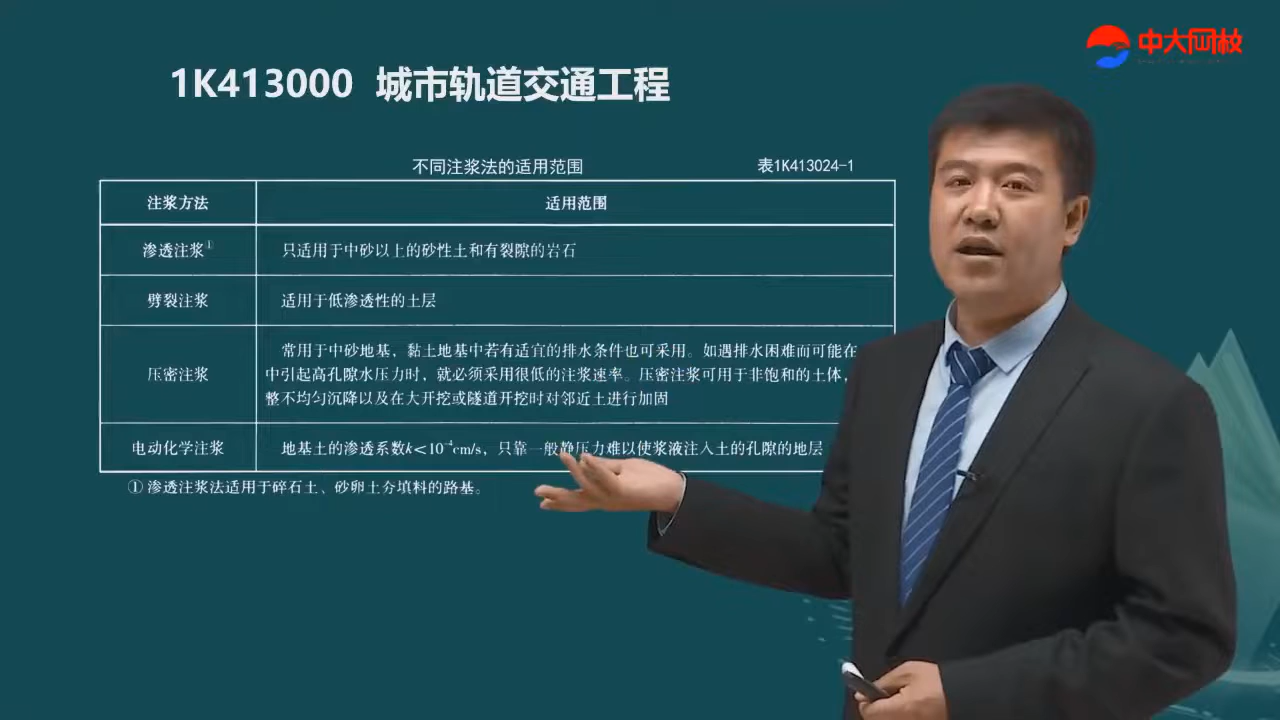 中大网校
1K413000 城市轨道交通工程
不同注浆法的适用范围 表1K413024-1
注浆方法 适用范围
渗透注浆① 只适用于中砂以上的砂性土和有裂隙的岩石
劈裂注浆 适用于低渗透性的土层
常用于中砂地基，黏土地基中若有适宜的排水条件也可采用。如遇排水困难而可能在
压密注浆 中引起高孔隙水压力时，就必须采用很低的注浆速率。压密注浆可用于非饱和的土体，
整不均匀沉降以及在大开挖或隧道开挖时对邻近土进行加固
电动化学注浆 地基土的渗透系数k<10⁻⁴cm/s，只靠一般静压力难以使浆液注入土的孔隙的地层
① 渗透注浆法适用于碎石土、砂卵土夯填料的路基。